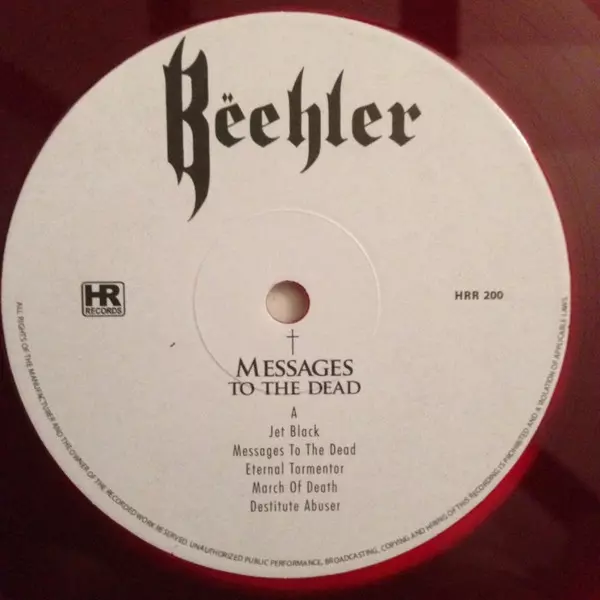 Bëehler
HR
RECORDS
HRR 200
MESSAGES
TO THE DEAD
A
Jet Black
Messages To The Dead
Eternal Tormentor
March Of Death
Destitute Abuser
ALL RIGHTS OF THE MANUFACTURER AND THE OWNER OF THE RECORDED WORK RESERVED. UNAUTHORIZED PUBLIC PERFORMANCE, BROADCASTING, COPYING AND HIRING OF THIS RECORDING IS PROHIBITED AND A VIOLATION OF APPLICABLE LAWS.